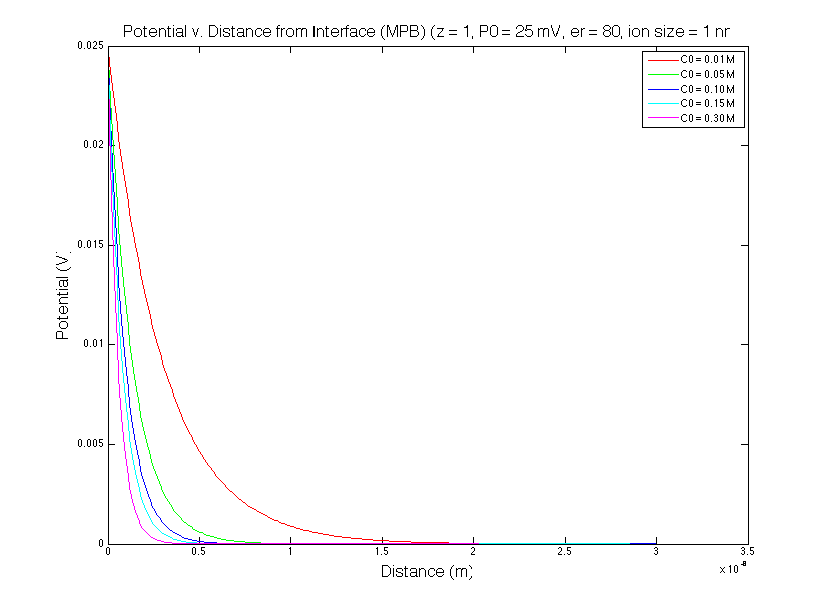 Potential v. Distance from Interface (MPB) (z = 1, P0 = 25 mV, er = 80, ion size = 1 nr
0.025
C0 = 0.01M
C0 = 0.05M
C0 = 0.10M
C0 = 0.15M
C0 = 0.30M
0.02
0.015
Potential (V)
0.01
0.005
0
0 0.5 1 1.5 2 2.5 3 3.5
x 10-8
Distance (m)